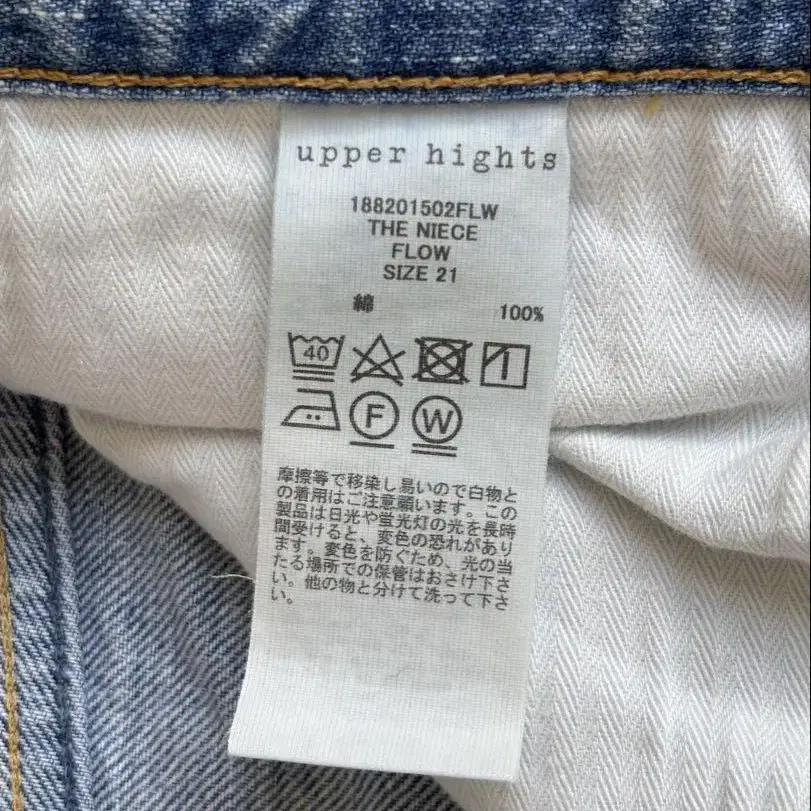 upper hights
188201502FLW
THE NIECE
FLOW
SIZE 21
綿 100%
40
F W
摩擦等で移染し易いので白物と
の着用はご注意願います。この
製品は日光や蛍光灯の光を長時
間受けると、変色の恐れがあり
ます。変色を防ぐため、光の当
たる場所での保管はおさけ下さ
い。他の物と分けて洗って下さ
い。